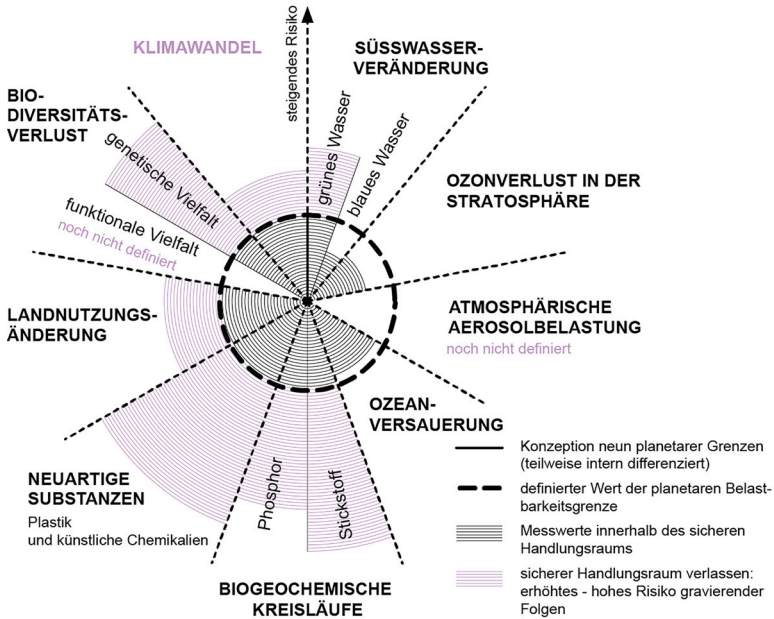 KLIMAWANDEL
steigendes Risiko
SÜSSWASSER-
VERÄNDERUNG
BIO-
DIVERSITÄTS-
VERLUST
genetische Vielfalt
funktionale Vielfalt
noch nicht definiert
grünes Wasser
blaues Wasser
OZONVERLUST IN DER
STRATOSPHÄRE
LANDNUTZUNGS-
ÄNDERUNG
ATMOSPHÄRISCHE
AEROSOLBELASTUNG
noch nicht definiert
OZEAN-
VERSAUERUNG
NEUARTIGE
SUBSTANZEN
Plastik
und künstliche Chemikalien
Phosphor
Stickstoff
BIOGEOCHEMISCHE
KREISLÄUFE
Konzeption neun planetarer Grenzen
(teilweise intern differenziert)
definierter Wert der planetaren Belast-
barkeitsgrenze
Messwerte innerhalb des sicheren
Handlungsraums
sicherer Handlungsraum verlassen:
erhöhtes - hohes Risiko gravierender
Folgen